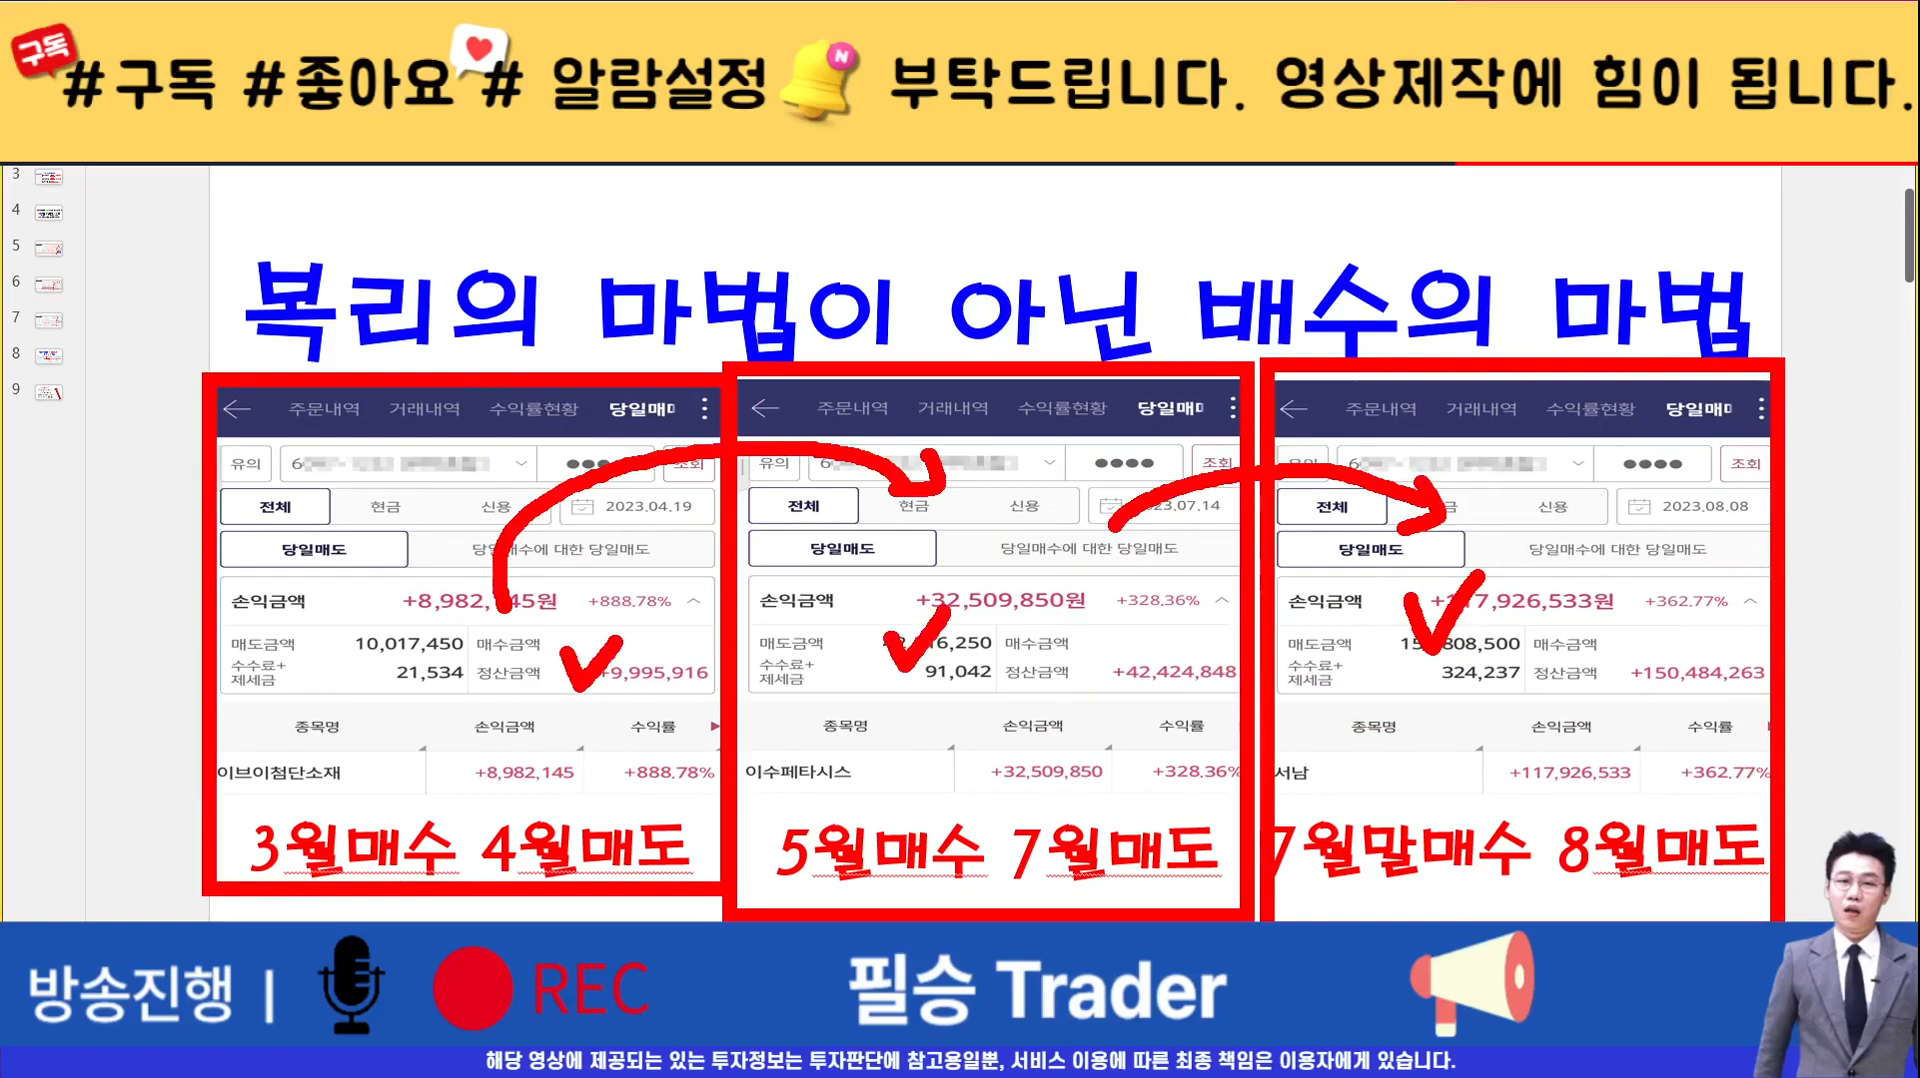 구독
#구독 #좋아요 # 알람설정 N 부탁드립니다. 영상제작에 힘이 됩니다.
3
4
5
6
7
8
9
복리의 마법이 아닌 배수의 마법
주문내역 거래내역 수익률현황
유의
전체 현금 신용 2023.04.19
당일매도 당일매수에 대한 당일매도
손익금액 +888.78%
매도금액 10,017,450 매수금액
수수료+
제세금 21,534 정산금액 +9,995,916
종목명 손익금액 수익률
이브이첨단소재 +8,982,145 +888.78%
3월매수 4월매도
주문내역 거래내역 수익률현황
유의 조회
전체 현금 신용
당일매도 당일매수에 대한 당일매도
손익금액 +32,509,850원 +328.36%
매도금액 매수금액
수수료+
제세금 91,042 정산금액 +42,424,848
종목명 손익금액 수익률
이수페타시스 +32,509,850 +328.36%
5월매수 7월매도
주문내역 거래내역 수익률현황
조회
전체 신용 2023.08.08
당일매도 당일매수에 대한 당일매도
손익금액 +362.77%
매도금액 매수금액
수수료+
제세금 324,237 정산금액 +150,484,263
종목명 손익금액 수익률
서남 +117,926,533 +362.77%
7월말매수 8월매도
방송진행 | REC 필승 Trader
해당 영상에 제공되는 있는 투자정보는 투자판단에 참고용일뿐, 서비스 이용에 따른 최종 책임은 이용자에게 있습니다.